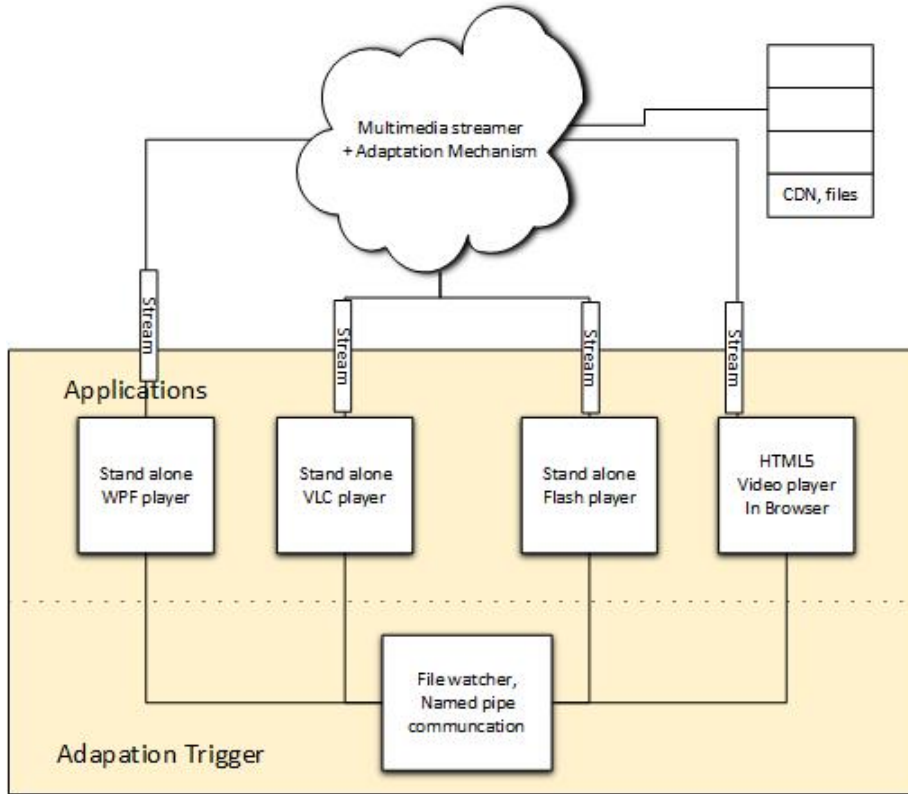 Multimedia streamer
+ Adaptation Mechanism
CDN, files
Stream
Stream
Stream
Stream
Applications
Stand alone
WPF player
Stand alone
VLC player
Stand alone
Flash player
HTML5
Video player
In Browser
File watcher,
Named pipe
communcation
Adapation Trigger